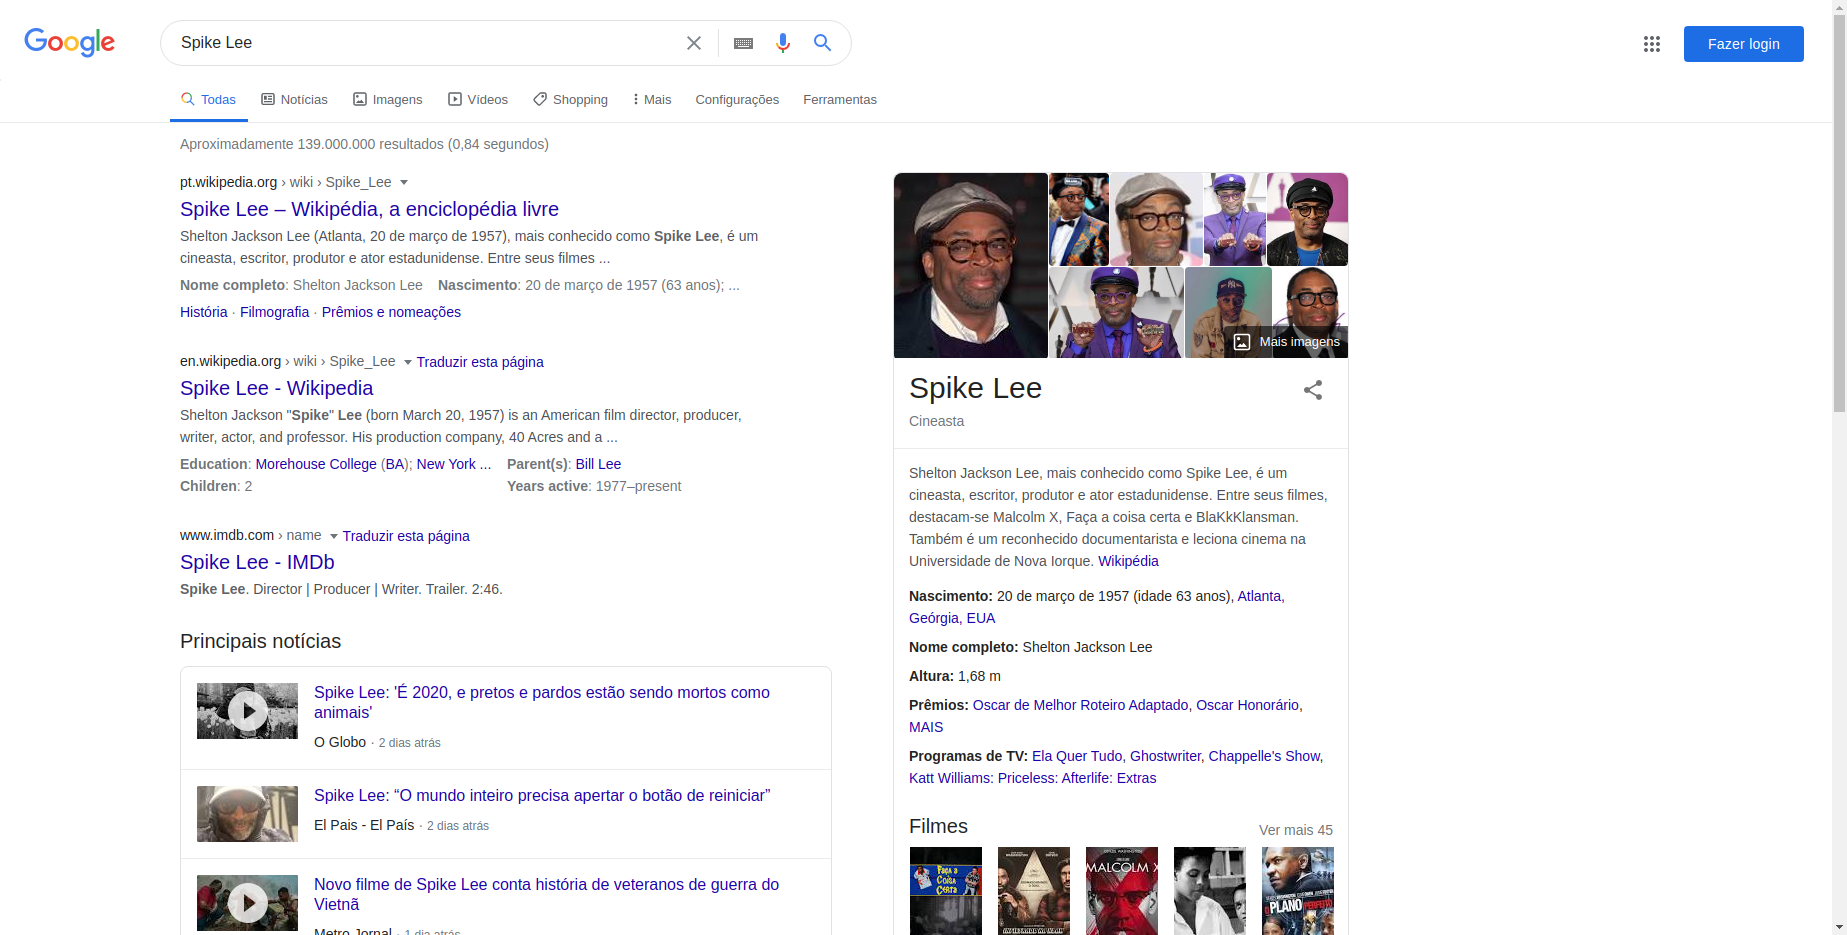 Google
Spike Lee
Fazer login
Todas
Notícias
Imagens
Vídeos
Shopping
Mais
Configurações
Ferramentas
Aproximadamente 139.000.000 resultados (0,84 segundos)
pt.wikipedia.org › wiki › Spike_Lee
Spike Lee – Wikipédia, a enciclopédia livre
Shelton Jackson Lee (Atlanta, 20 de março de 1957), mais conhecido como Spike Lee, é um
cineasta, escritor, produtor e ator estadunidense. Entre seus filmes ...
Nome completo: Shelton Jackson Lee Nascimento: 20 de março de 1957 (63 anos); ...
História · Filmografia · Prêmios e nomeações
en.wikipedia.org › wiki › Spike_Lee Traduzir esta página
Spike Lee - Wikipedia
Shelton Jackson "Spike" Lee (born March 20, 1957) is an American film director, producer,
writer, actor, and professor. His production company, 40 Acres and a ...
Education: Morehouse College (BA); New York ... Parent(s): Bill Lee
Children: 2 Years active: 1977–present
www.imdb.com › name Traduzir esta página
Spike Lee - IMDb
Spike Lee. Director | Producer | Writer. Trailer. 2:46.
Principais notícias
Spike Lee: 'É 2020, e pretos e pardos estão sendo mortos como
animais'
O Globo · 2 dias atrás
Spike Lee: “O mundo inteiro precisa apertar o botão de reiniciar”
El Pais - El País · 2 dias atrás
Novo filme de Spike Lee conta história de veteranos de guerra do
Vietnã
Metro Jornal · 1 dia atrás
Mais imagens
Spike Lee
Cineasta
Shelton Jackson Lee, mais conhecido como Spike Lee, é um
cineasta, escritor, produtor e ator estadunidense. Entre seus filmes,
destacam-se Malcolm X, Faça a coisa certa e BlaKkKlansman.
Também é um reconhecido documentarista e leciona cinema na
Universidade de Nova Iorque. Wikipédia
Nascimento: 20 de março de 1957 (idade 63 anos), Atlanta,
Geórgia, EUA
Nome completo: Shelton Jackson Lee
Altura: 1,68 m
Prêmios: Oscar de Melhor Roteiro Adaptado, Oscar Honorário,
MAIS
Programas de TV: Ela Quer Tudo, Ghostwriter, Chappelle's Show,
Katt Williams: Priceless: Afterlife: Extras
Filmes
Ver mais 45
Faça a
Coisa
Certa
MALCOLM X
O PLANO PERFEITO